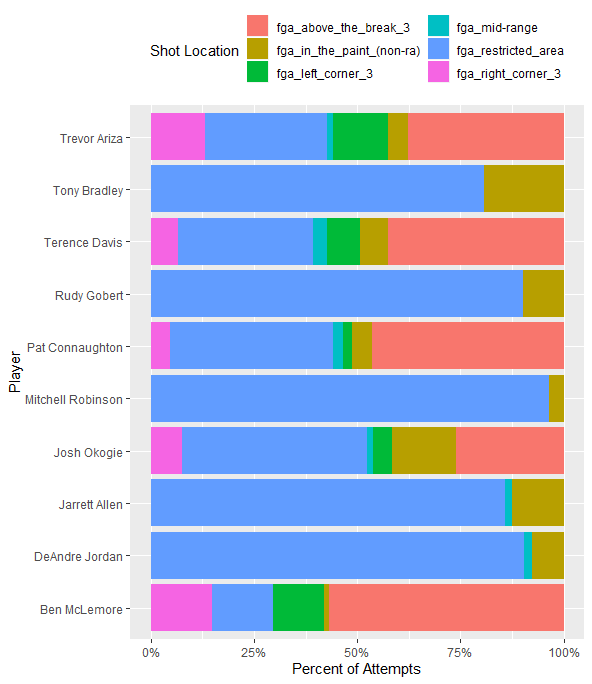 Shot Location
fga_above_the_break_3
fga_in_the_paint_(non-ra)
fga_left_corner_3
fga_mid-range
fga_restricted_area
fga_right_corner_3
Player
Trevor Ariza
Tony Bradley
Terence Davis
Rudy Gobert
Pat Connaughton
Mitchell Robinson
Josh Okogie
Jarrett Allen
DeAndre Jordan
Ben McLemore
0%
25%
50%
75%
100%
Percent of Attempts